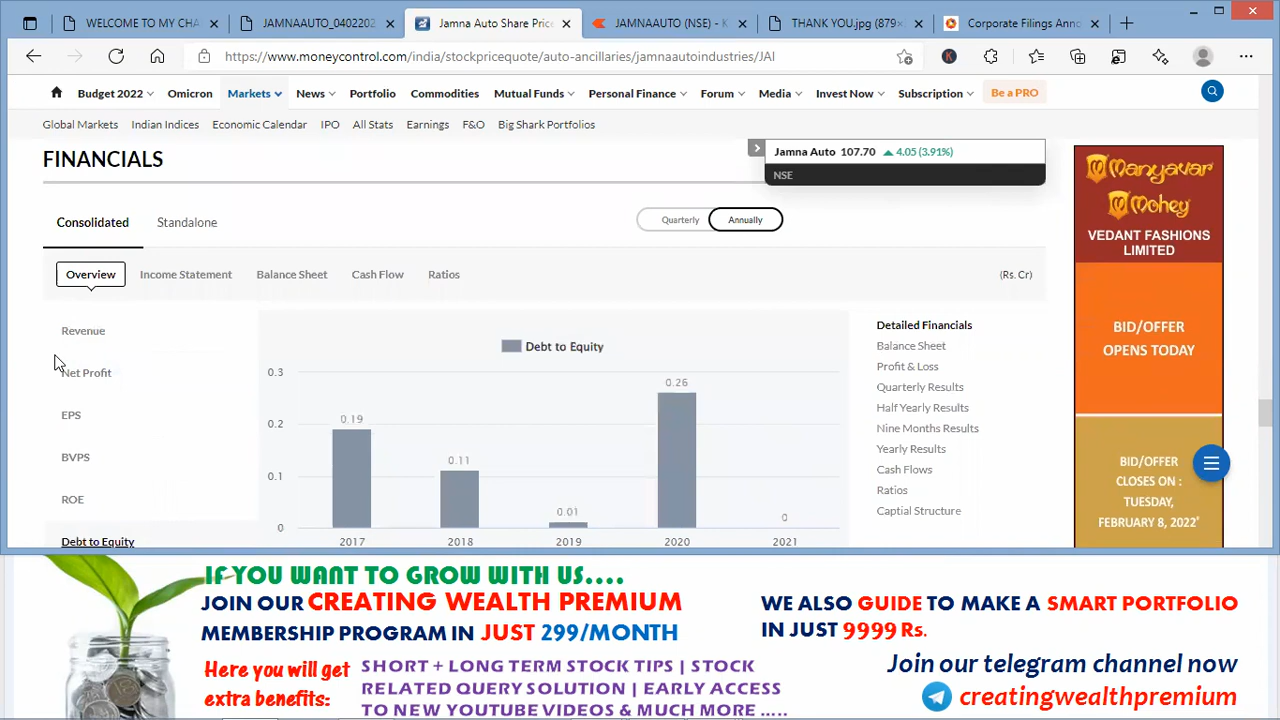 WELCOME TO MY CHA
JAMNAAUTO_0402202
Jamna Auto Share Price
JAMNAAUTO (NSE) - K
THANK YOU.jpg (879×
Corporate Filings Anno
https://www.moneycontrol.com/india/stockpricequote/auto-ancillaries/jamnaautoindustries/JAI
Budget 2022 Omicron Markets News Portfolio Commodities Mutual Funds Personal Finance Forum Media Invest Now Subscription Be a PRO
Global Markets Indian Indices Economic Calendar IPO All Stats Earnings F&O Big Shark Portfolios
FINANCIALS
Jamna Auto 107.70 4.05 (3.91%)
NSE
Consolidated Standalone
Quarterly Annually
Overview Income Statement Balance Sheet Cash Flow Ratios (Rs. Cr)
Revenue
Net Profit
EPS
BVPS
ROE
Debt to Equity
Debt to Equity
0.3
0.2
0.1
0
0.19
0.11
0.01
0.26
0
2017 2018 2019 2020 2021
Detailed Financials
Balance Sheet
Profit & Loss
Quarterly Results
Half Yearly Results
Nine Months Results
Yearly Results
Cash Flows
Ratios
Captial Structure
Manyavar
Mohey
VEDANT FASHIONS
LIMITED
BID/OFFER
OPENS TODAY
BID/OFFER
CLOSES ON :
TUESDAY,
FEBRUARY 8, 2022*
IF YOU WANT TO GROW WITH US....
JOIN OUR CREATING WEALTH PREMIUM
MEMBERSHIP PROGRAM IN JUST 299/MONTH
Here you will get
extra benefits:
SHORT + LONG TERM STOCK TIPS | STOCK
RELATED QUERY SOLUTION | EARLY ACCESS
TO NEW YOUTUBE VIDEOS & MUCH MORE .....
WE ALSO GUIDE TO MAKE A SMART PORTFOLIO
IN JUST 9999 Rs.
Join our telegram channel now
creatingwealthpremium